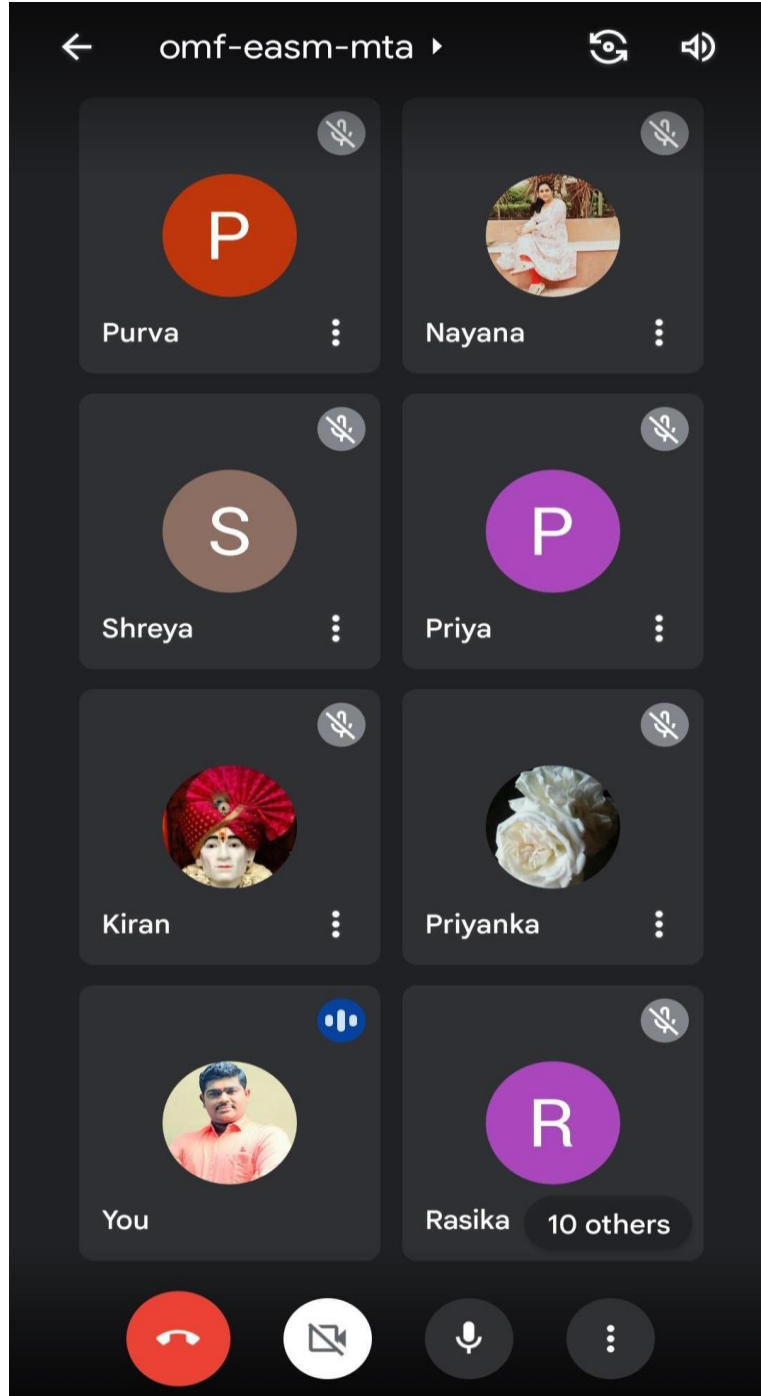 omf-easm-mta
P
Purva
Nayana
S
Shreya
P
Priya
Kiran
Priyanka
You
R
Rasika
10 others